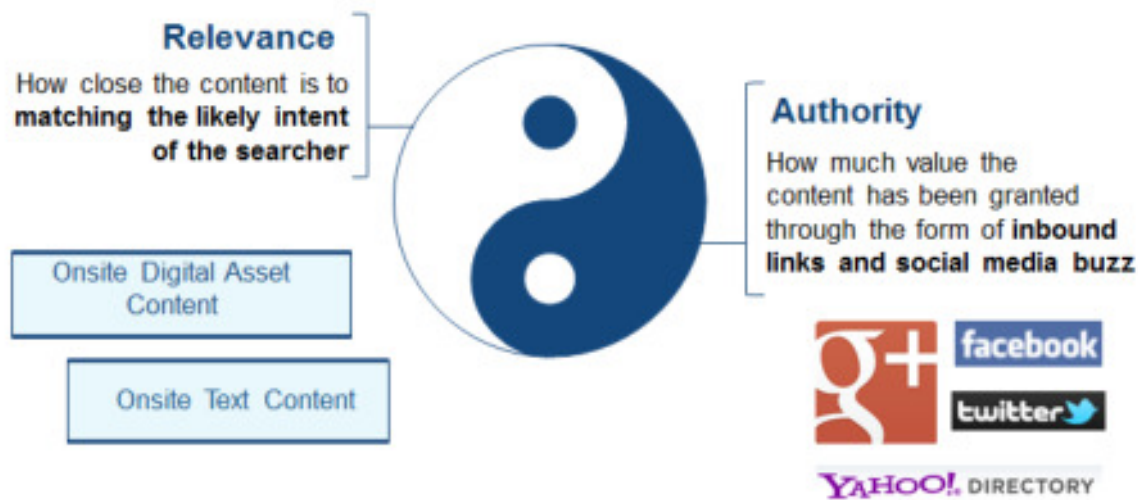 Relevance
How close the content is to
matching the likely intent
of the searcher
Onsite Digital Asset
Content
Onsite Text Content
Authority
How much value the
content has been granted
through the form of inbound
links and social media buzz
g+
facebook
twitter
YAHOO! DIRECTORY